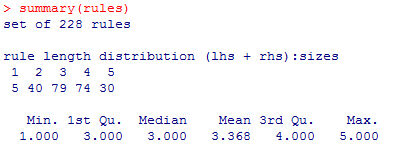 > summary(rules)
set of 228 rules
rule length distribution (lhs + rhs):sizes
1 2 3 4 5
5 40 79 74 30
Min. 1st Qu. Median Mean 3rd Qu. Max.
1.000 3.000 3.000 3.368 4.000 5.000